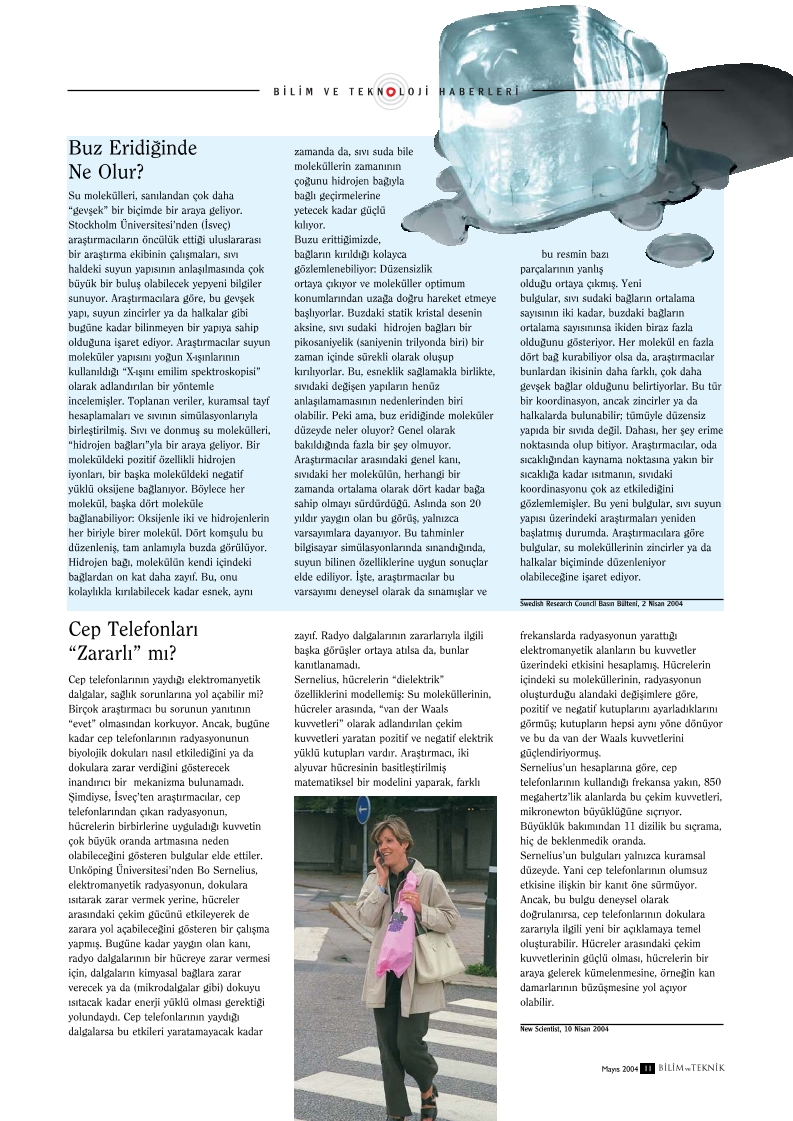 BİLİM VE TEKNOLOJİ HABERLERİ
Buz Eridiğinde
Ne Olur?
Su molekülleri, sanılandan çok daha
“gevşek” bir biçimde bir araya geliyor.
Stockholm Üniversitesi’nden (İsveç)
araştırmacıların öncülük ettiği uluslararası
bir araştırma ekibinin çalışmaları, sıvı
haldeki suyun yapısının anlaşılmasında çok
büyük bir buluş olabilecek yepyeni bilgiler
sunuyor. Araştırmacılara göre, bu gevşek
yapı, suyun zincirler ya da halkalar gibi
bugüne kadar bilinmeyen bir yapıya sahip
olduğuna işaret ediyor. Araştırmacılar suyun
moleküler yapısını yoğun X-ışınlarının
kullanıldığı “X-ışını emilim spektroskopisi”
olarak adlandırılan bir yöntemle
incelemişler. Toplanan veriler, kuramsal tayf
hesaplamaları ve sıvının simülasyonlarıyla
birleştirilmiş. Sıvı ve donmuş su molekülleri,
“hidrojen bağları”yla bir araya geliyor. Bir
moleküldeki pozitif özellikli hidrojen
iyonları, bir başka moleküldeki negatif
yüklü oksijene bağlanıyor. Böylece her
molekül, başka dört moleküle
bağlanabiliyor: Oksijenle iki ve hidrojenlerin
her biriyle birer molekül. Dört komşulu bu
düzenleniş, tam anlamıyla buzda görülüyor.
Hidrojen bağı, molekülün kendi içindeki
bağlardan on kat daha zayıf. Bu, onu
kolaylıkla kırılabilecek kadar esnek, aynı
zamanda da, sıvı suda bile
moleküllerin zamanının
çoğunu hidrojen bağıyla
bağlı geçirmelerine
yetecek kadar güçlü
kılıyor.
Buzu erittiğimizde,
bağların kırıldığı kolayca
gözlemlenebiliyor: Düzensizlik
ortaya çıkıyor ve moleküller optimum
konumlarından uzağa doğru hareket etmeye
başlıyorlar. Buzdaki statik kristal desenin
aksine, sıvı sudaki hidrojen bağları bir
pikosaniyelik (saniyenin trilyonda biri) bir
zaman içinde sürekli olarak oluşup
kırılıyorlar. Bu, esneklik sağlamakla birlikte,
sıvıdaki değişen yapıların henüz
anlaşılamamasının nedenlerinden biri
olabilir. Peki ama, buz eridiğinde moleküler
düzeyde neler oluyor? Genel olarak
bakıldığında fazla bir şey olmuyor.
Araştırmacılar arasındaki genel kanı,
sıvıdaki her molekülün, herhangi bir
zamanda ortalama olarak dört kadar bağa
sahip olmayı sürdürdüğü. Aslında son 20
yıldır yaygın olan bu görüş, yalnızca
varsayımlara dayanıyor. Bu tahminler
bilgisayar simülasyonlarında sınandığında,
suyun bilinen özelliklerine uygun sonuçlar
elde ediliyor. İşte, araştırmacılar bu
varsayımı deneysel olarak da sınamışlar ve
bu resmin bazı
parçalarının yanlış
olduğu ortaya çıkmış. Yeni
bulgular, sıvı sudaki bağların ortalama
sayısının iki kadar, buzdaki bağların
ortalama sayısınınsa ikiden biraz fazla
olduğunu gösteriyor. Her molekül en fazla
dört bağ kurabiliyor olsa da, araştırmacılar
bunlardan ikisinin daha farklı, çok daha
gevşek bağlar olduğunu belirtiyorlar. Bu tür
bir koordinasyon, ancak zincirler ya da
halkalarda bulunabilir; tümüyle düzensiz
yapıda bir sıvıda değil. Dahası, her şey erime
noktasında olup bitiyor. Araştırmacılar, oda
sıcaklığından kaynama noktasına yakın bir
sıcaklığa kadar ısıtmanın, sıvıdaki
koordinasyonu çok az etkilediğini
gözlemlemişler. Bu yeni bulgular, sıvı suyun
yapısı üzerindeki araştırmaları yeniden
başlatmış durumda. Araştırmacılara göre
bulgular, su moleküllerinin zincirler ya da
halkalar biçiminde düzenleniyor
olabileceğine işaret ediyor.
Swedish Research Council Basın Bülteni, 2 Nisan 2004
Cep Telefonları
“Zararlı” mı?
Cep telefonlarının yaydığı elektromanyetik
dalgalar, sağlık sorunlarına yol açabilir mi?
Birçok araştırmacı bu sorunun yanıtının
“evet” olmasından korkuyor. Ancak, bugüne
kadar cep telefonlarının radyasyonunun
biyolojik dokuları nasıl etkilediğini ya da
dokulara zarar verdiğini gösterecek
inandırıcı bir mekanizma bulunamadı.
Şimdiyse, İsveç’ten araştırmacılar, cep
telefonlarından çıkan radyasyonun,
hücrelerin birbirlerine uyguladığı kuvvetin
çok büyük oranda artmasına neden
olabileceğini gösteren bulgular elde ettiler.
Unköping Üniversitesi’nden Bo Sernelius,
elektromanyetik radyasyonun, dokulara
ısıtarak zarar vermek yerine, hücreler
arasındaki çekim gücünü etkileyerek de
zarara yol açabileceğini gösteren bir çalışma
yapmış. Bugüne kadar yaygın olan kanı,
radyo dalgalarının bir hücreye zarar vermesi
için, dalgaların kimyasal bağlara zarar
verecek ya da (mikrodalgalar gibi) dokuyu
ısıtacak kadar enerji yüklü olması gerektiği
yolundaydı. Cep telefonlarının yaydığı
dalgalarsa bu etkileri yaratamayacak kadar
zayıf. Radyo dalgalarının zararlarıyla ilgili
başka görüşler ortaya atılsa da, bunlar
kanıtlanamadı.
Sernelius, hücrelerin “dielektrik”
özelliklerini modellemiş: Su moleküllerinin,
hücreler arasında, “van der Waals
kuvvetleri” olarak adlandırılan çekim
kuvvetleri yaratan pozitif ve negatif elektrik
yüklü kutupları vardır. Araştırmacı, iki
alyuvar hücresinin basitleştirilmiş
matematiksel bir modelini yaparak, farklı
frekanslarda radyasyonun yarattığı
elektromanyetik alanların bu kuvvetler
üzerindeki etkisini hesaplamış. Hücrelerin
içindeki su moleküllerinin, radyasyonun
oluşturduğu alandaki değişimlere göre,
pozitif ve negatif kutuplarını ayarladıklarını
görmüş; kutupların hepsi aynı yöne dönüyor
ve bu da van der Waals kuvvetlerini
güçlendiriyormuş.
Sernelius’un hesaplarına göre, cep
telefonlarının kullandığı frekansa yakın, 850
megahertz’lik alanlarda bu çekim kuvvetleri,
mikronewton büyüklüğüne sıçrıyor.
Büyüklük bakımından 11 dizilik bu sıçrama,
hiç de beklenmedik oranda.
Sernelius’un bulguları yalnızca kuramsal
düzeyde. Yani cep telefonlarının olumsuz
etkisine ilişkin bir kanıt öne sürmüyor.
Ancak, bu bulgu deneysel olarak
doğrulanırsa, cep telefonlarının dokulara
zararıyla ilgili yeni bir açıklamaya temel
oluşturabilir. Hücreler arasındaki çekim
kuvvetlerinin güçlü olması, hücrelerin bir
araya gelerek kümelenmesine, örneğin kan
damarlarının büzüşmesine yol açıyor
olabilir.
New Scientist, 10 Nisan 2004
Mayıs 2004 11 BİLİM ve TEKNİK